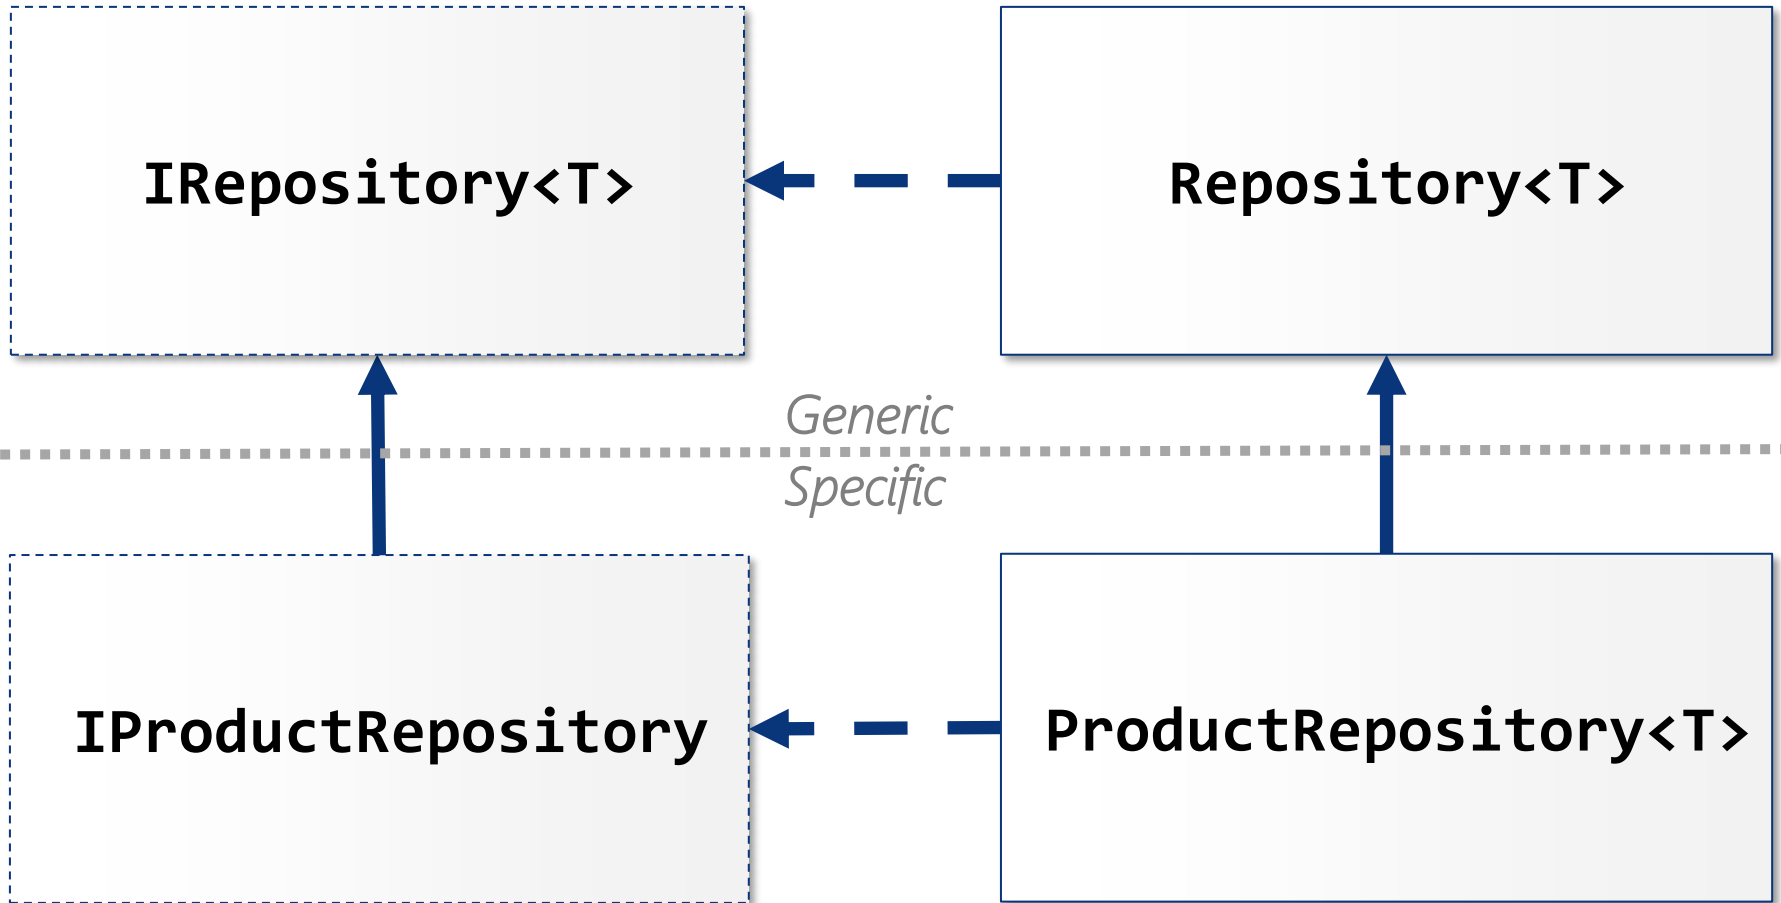 IRepository<T>
Repository<T>
Generic
Specific
IProductRepository
ProductRepository<T>